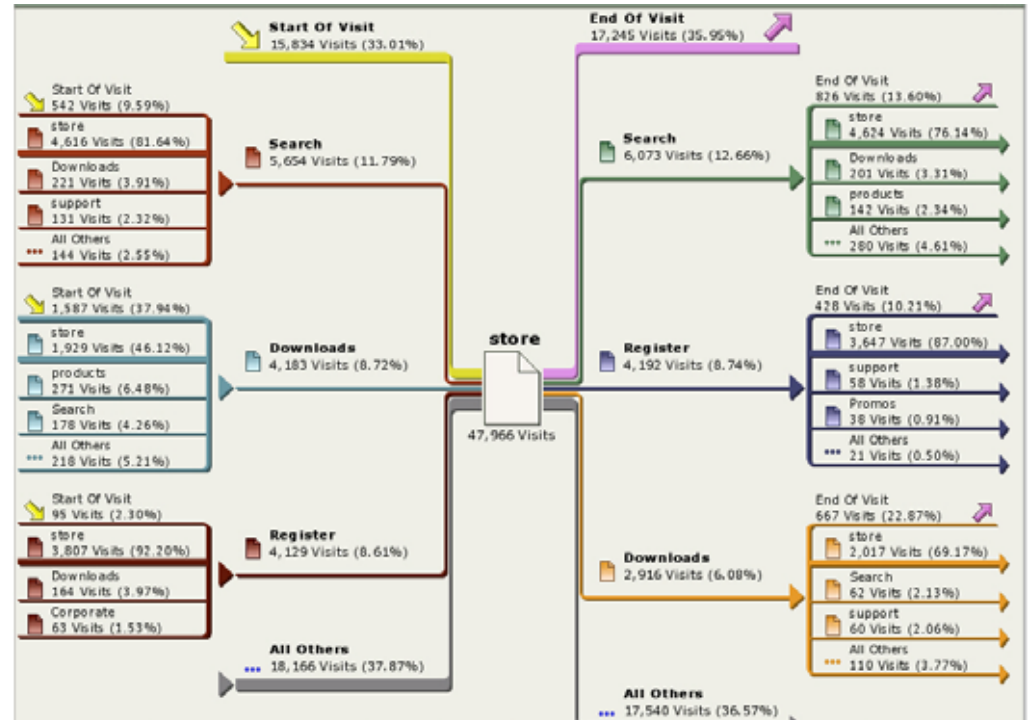 Start Of Visit
15,834 Visits (33.01%)
Start Of Visit
542 Visits (9.59%)
store
4,616 Visits (81.64%)
Downloads
221 Visits (3.91%)
support
131 Visits (2.32%)
All Others
144 Visits (2.55%)
Search
5,654 Visits (11.79%)
Start Of Visit
1,587 Visits (37.94%)
store
1,929 Visits (46.12%)
products
271 Visits (6.48%)
Search
178 Visits (4.26%)
All Others
218 Visits (5.21%)
Downloads
4,183 Visits (8.72%)
Start Of Visit
95 Visits (2.30%)
store
3,807 Visits (92.20%)
Downloads
164 Visits (3.97%)
Corporate
63 Visits (1.53%)
Register
4,129 Visits (8.61%)
All Others
18,166 Visits (37.87%)
store
47,966 Visits
End Of Visit
17,245 Visits (35.95%)
Search
6,073 Visits (12.66%)
End Of Visit
826 Visits (13.60%)
store
4,624 Visits (76.14%)
Downloads
201 Visits (3.31%)
products
142 Visits (2.34%)
All Others
280 Visits (4.61%)
Register
4,192 Visits (8.74%)
End Of Visit
428 Visits (10.21%)
store
3,647 Visits (87.00%)
support
58 Visits (1.38%)
Promos
38 Visits (0.91%)
All Others
21 Visits (0.50%)
Downloads
2,916 Visits (6.08%)
End Of Visit
667 Visits (22.87%)
store
2,017 Visits (69.17%)
Search
62 Visits (2.13%)
support
60 Visits (2.06%)
All Others
110 Visits (3.77%)
All Others
17,540 Visits (36.57%)